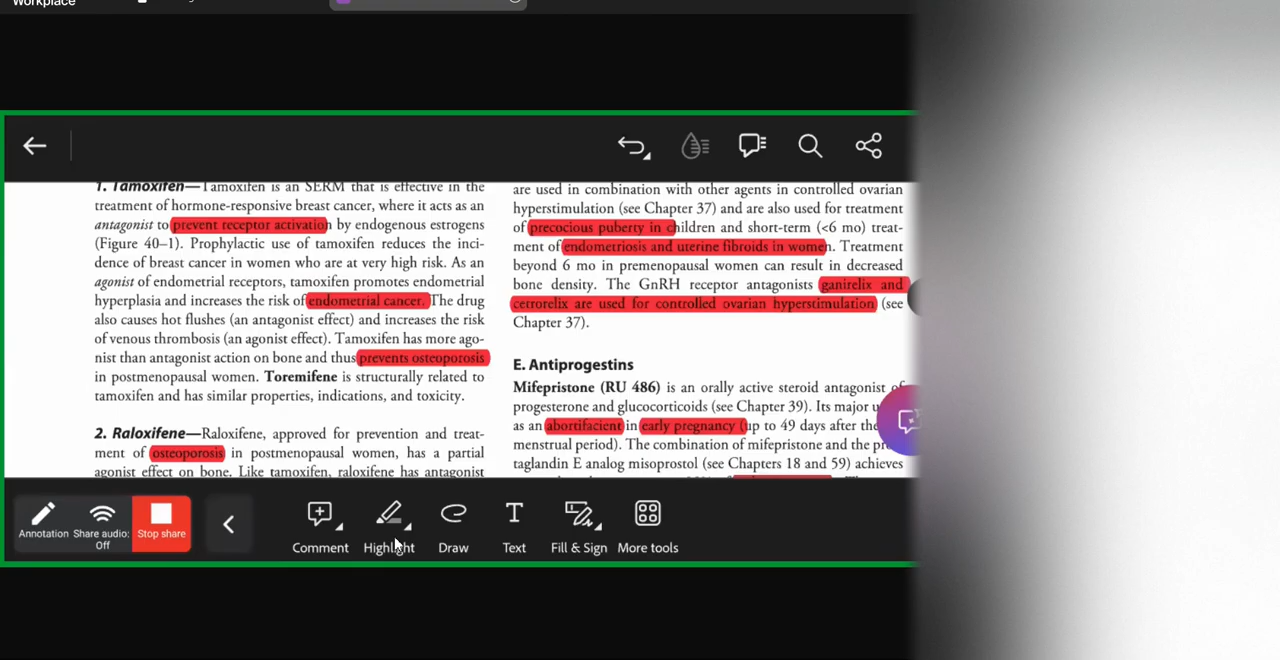 Workplace
1. Tamoxifen—Tamoxifen is an SERM that is effective in the
treatment of hormone-responsive breast cancer, where it acts as an
antagonist to prevent receptor activation by endogenous estrogens
(Figure 40–1). Prophylactic use of tamoxifen reduces the inci-
dence of breast cancer in women who are at very high risk. As an
agonist of endometrial receptors, tamoxifen promotes endometrial
hyperplasia and increases the risk of endometrial cancer. The drug
also causes hot flushes (an antagonist effect) and increases the risk
of venous thrombosis (an agonist effect). Tamoxifen has more ago-
nist than antagonist action on bone and thus prevents osteoporosis
in postmenopausal women. Toremifene is structurally related to
tamoxifen and has similar properties, indications, and toxicity.
2. Raloxifene—Raloxifene, approved for prevention and treat-
ment of osteoporosis in postmenopausal women, has a partial
agonist effect on bone. Like tamoxifen, raloxifene has antagonist
are used in combination with other agents in controlled ovarian
hyperstimulation (see Chapter 37) and are also used for treatment
of precocious puberty in children and short-term (<6 mo) treat-
ment of endometriosis and uterine fibroids in women. Treatment
beyond 6 mo in premenopausal women can result in decreased
bone density. The GnRH receptor antagonists ganirelix and
cetrorelix are used for controlled ovarian hyperstimulation (see
Chapter 37).
E. Antiprogestins
Mifepristone (RU 486) is an orally active steroid antagonist of
progesterone and glucocorticoids (see Chapter 39). Its major
as an abortifacient in early pregnancy (up to 49 days after the
menstrual period). The combination of mifepristone and the
taglandin E analog misoprostol (see Chapters 18 and 59) achieves
Annotation
Share audio: Off
Stop share
Comment
Highlight
Draw
Text
Fill & Sign
More tools